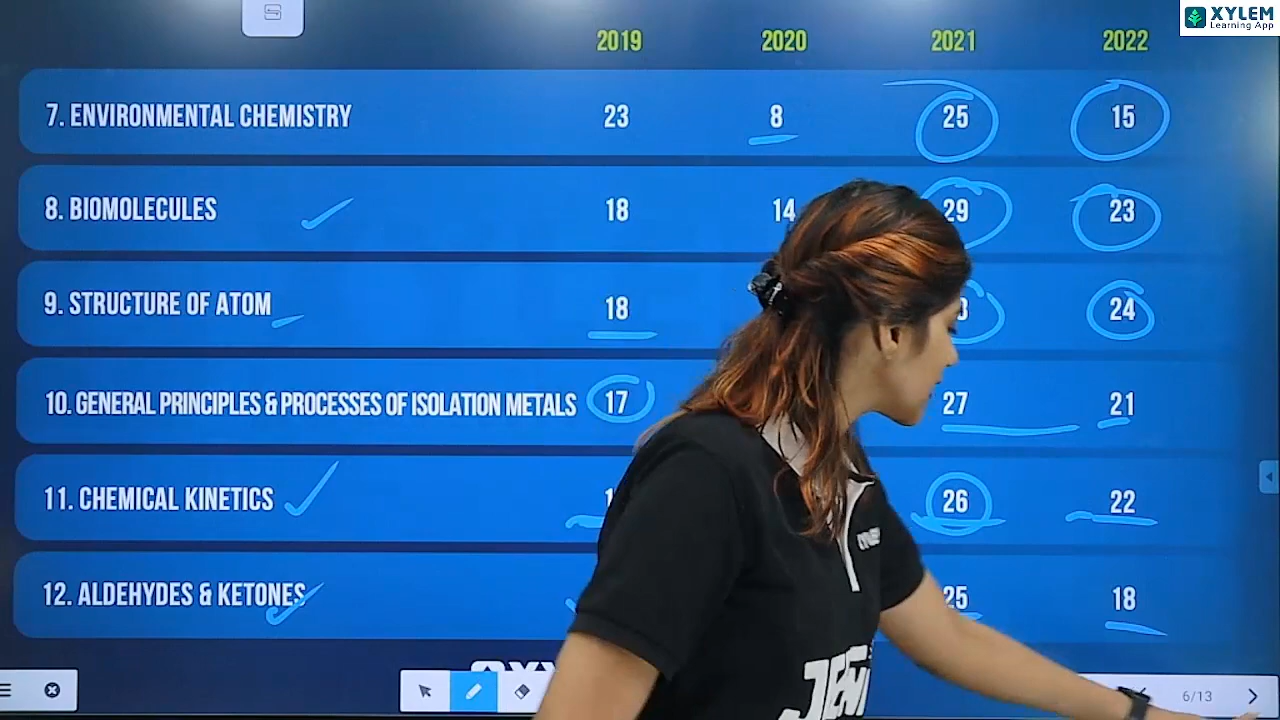 XYLEM
Learning App
2019 2020 2021 2022
7. ENVIRONMENTAL CHEMISTRY 23 8 25 15
8. BIOMOLECULES 18 14 29 23
9. STRUCTURE OF ATOM 18 24
10. GENERAL PRINCIPLES & PROCESSES OF ISOLATION METALS 17 27 21
11. CHEMICAL KINETICS 26 22
12. ALDEHYDES & KETONES 25 18
6/13